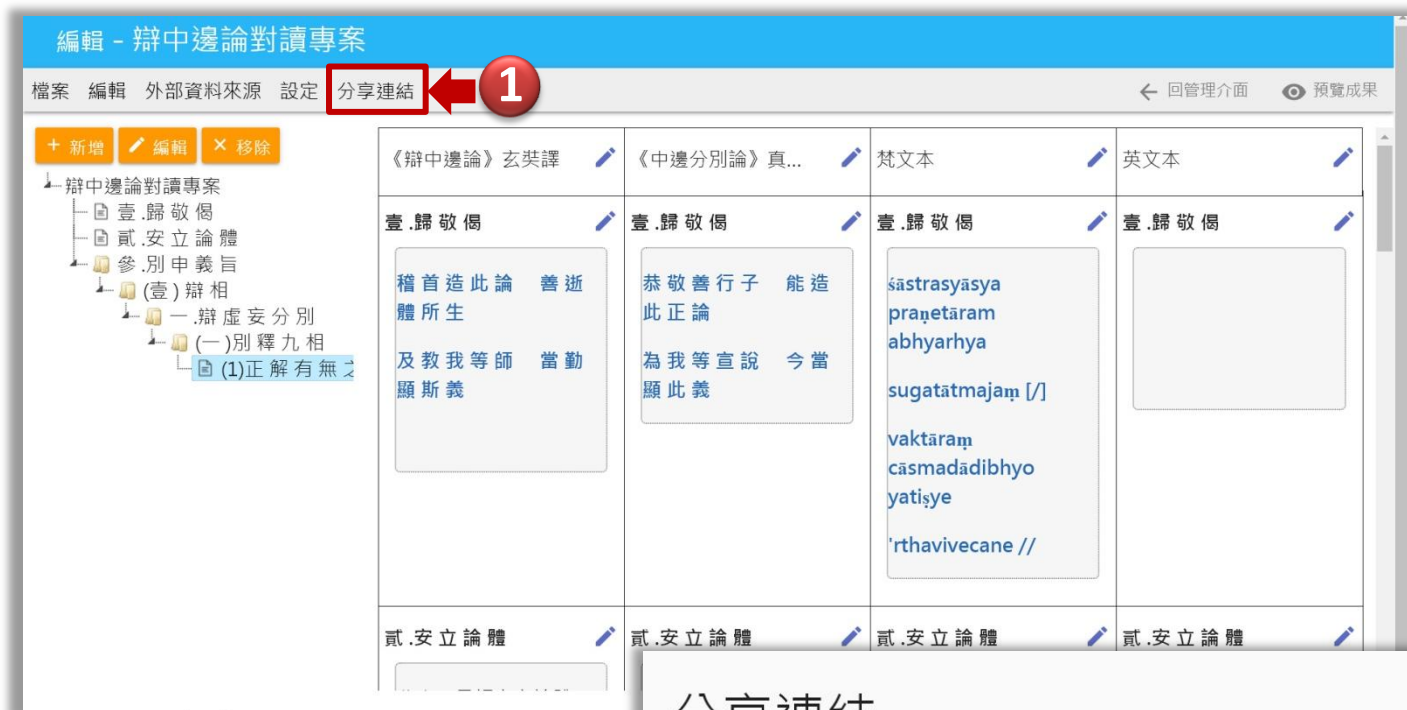 編輯 - 辯中邊論對讀專案
檔案 編輯 外部資料來源 設定 分享連結 1 回管理介面 預覽成果
+ 新增 編輯 × 移除
辯中邊論對讀專案
壹.歸敬偈
貳.安立論體
參.別申義旨
(壹)辯相
一.辯虛妄分別
(一)別釋九相
(1)正解有無之
《辯中邊論》玄奘譯
《中邊分別論》真...
梵文本
英文本
壹.歸敬偈
稽首造此論 善逝
體所生
及教我等師 當勤
顯斯義
壹.歸敬偈
恭敬善行子 能造
此正論
為我等宣說 今當
顯此義
壹.歸敬偈
śāstrasyāsya
praṇetāram
abhyarhya
sugatātmajaṃ [/]
vaktāraṃ
cāsmadādibhyo
yatiṣye
'rthavivecane //
壹.歸敬偈
貳.安立論體
貳.安立論體
貳.安立論體
貳.安立論體
分享連結